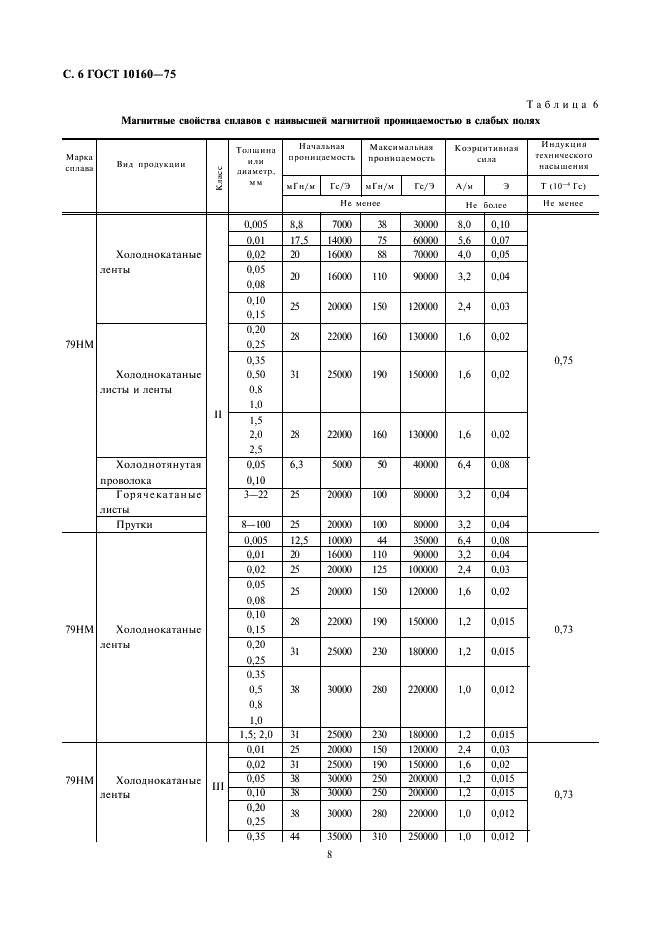 С. 6 ГОСТ 10160—75
Таблица 6
Магнитные свойства сплавов с наивысшей магнитной проницаемостью в слабых полях
Марка сплава | Вид продукции | Класс | Толщина или диаметр, мм | Начальная проницаемость | Максимальная проницаемость | Коэрцитивная сила | Индукция технического насыщения
мГн/м | Гс/Э | мГн/м | Гс/Э | А/м | Э | Т (10⁻⁴ Гс)
Не менее | Не более | Не менее
79НМ | Холоднокатаные ленты | II | 0,005 | 8,8 | 7000 | 38 | 30000 | 8,0 | 0,10 | 0,75
0,01 | 17,5 | 14000 | 75 | 60000 | 5,6 | 0,07
0,02 | 20 | 16000 | 88 | 70000 | 4,0 | 0,05
0,05 0,08 | 20 | 16000 | 110 | 90000 | 3,2 | 0,04
0,10 0,15 | 25 | 20000 | 150 | 120000 | 2,4 | 0,03
Холоднокатаные листы и ленты | 0,20 0,25 | 28 | 22000 | 160 | 130000 | 1,6 | 0,02
0,35 0,50 0,8 1,0 | 31 | 25000 | 190 | 150000 | 1,6 | 0,02
1,5 2,0 2,5 | 28 | 22000 | 160 | 130000 | 1,6 | 0,02
Холоднотянутая проволока | 0,05 0,10 | 6,3 | 5000 | 50 | 40000 | 6,4 | 0,08
Горячекатаные листы | 3—22 | 25 | 20000 | 100 | 80000 | 3,2 | 0,04
Прутки | 8—100 | 25 | 20000 | 100 | 80000 | 3,2 | 0,04
79НМ | Холоднокатаные ленты | 0,005 | 12,5 | 10000 | 44 | 35000 | 6,4 | 0,08 | 0,73
0,01 | 20 | 16000 | 110 | 90000 | 3,2 | 0,04
0,02 | 25 | 20000 | 125 | 100000 | 2,4 | 0,03
0,05 0,08 | 25 | 20000 | 150 | 120000 | 1,6 | 0,02
0,10 0,15 | 28 | 22000 | 190 | 150000 | 1,2 | 0,015
0,20 0,25 | 31 | 25000 | 230 | 180000 | 1,2 | 0,015
0,35 0,5 0,8 1,0 | 38 | 30000 | 280 | 220000 | 1,0 | 0,012
1,5; 2,0 | 31 | 25000 | 230 | 180000 | 1,2 | 0,015
79НМ | Холоднокатаные ленты | III | 0,01 | 25 | 20000 | 150 | 120000 | 2,4 | 0,03 | 0,73
0,02 | 31 | 25000 | 190 | 150000 | 1,6 | 0,02
0,05 | 38 | 30000 | 250 | 200000 | 1,2 | 0,015
0,10 | 38 | 30000 | 250 | 200000 | 1,2 | 0,015
0,20 0,25 | 38 | 30000 | 280 | 220000 | 1,0 | 0,012
0,35 | 44 | 35000 | 310 | 250000 | 1,0 | 0,012
8